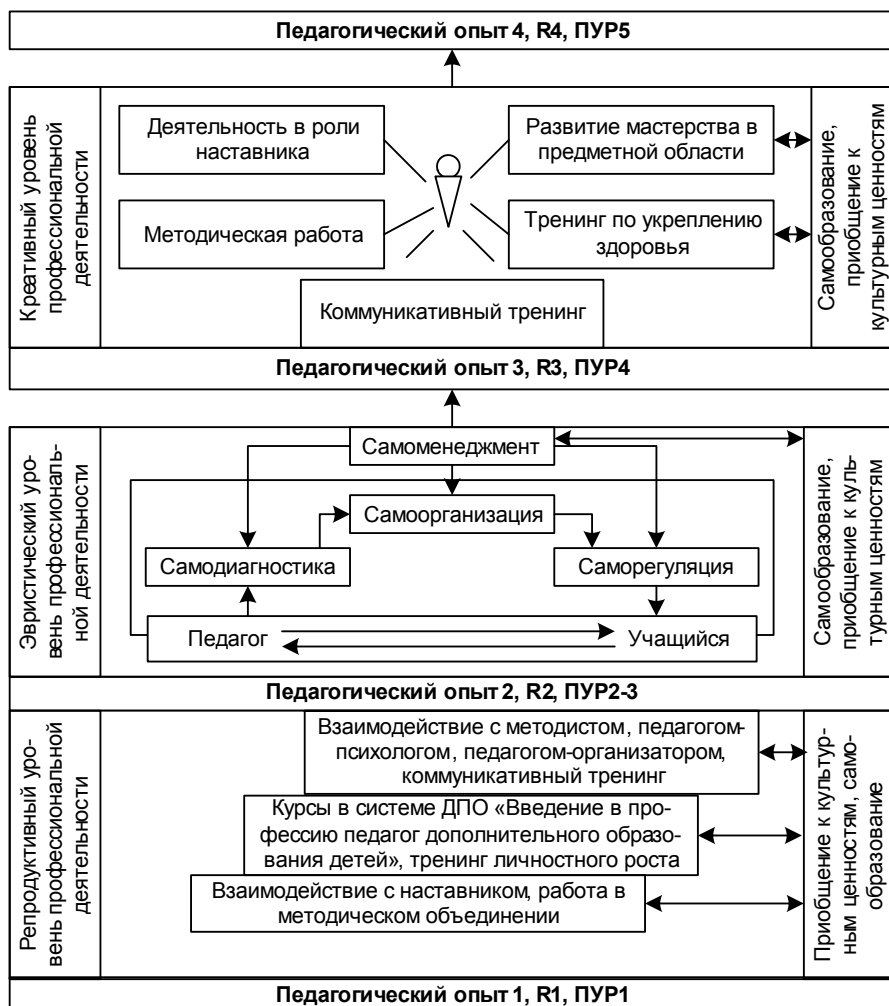 Педагогический опыт 4, R4, ПУР5
Креативный уровень
профессиональной
деятельности
Деятельность в роли
наставника
Развитие мастерства в
предметной области
Методическая работа
Тренинг по укреплению
здоровья
Коммуникативный тренинг
Самообразование,
приобщение к
культурным ценностям
Педагогический опыт 3, R3, ПУР4
Эвристический уро-
вень профессиональ-
ной деятельности
Самоменеджмент
Самоорганизация
Самодиагностика
Саморегуляция
Педагог
Учащийся
Самообразование,
приобщение к куль-
турным ценностям
Педагогический опыт 2, R2, ПУР2-3
Репродуктивный уро-
вень профессиональной
деятельности
Взаимодействие с методистом, педагогом-
психологом, педагогом-организатором,
коммуникативный тренинг
Курсы в системе ДПО «Введение в про-
фессию педагог дополнительного образо-
вания детей», тренинг личностного роста
Взаимодействие с наставником, работа в
методическом объединении
Приобщение к культур-
ным ценностям, само-
образование
Педагогический опыт 1, R1, ПУР1